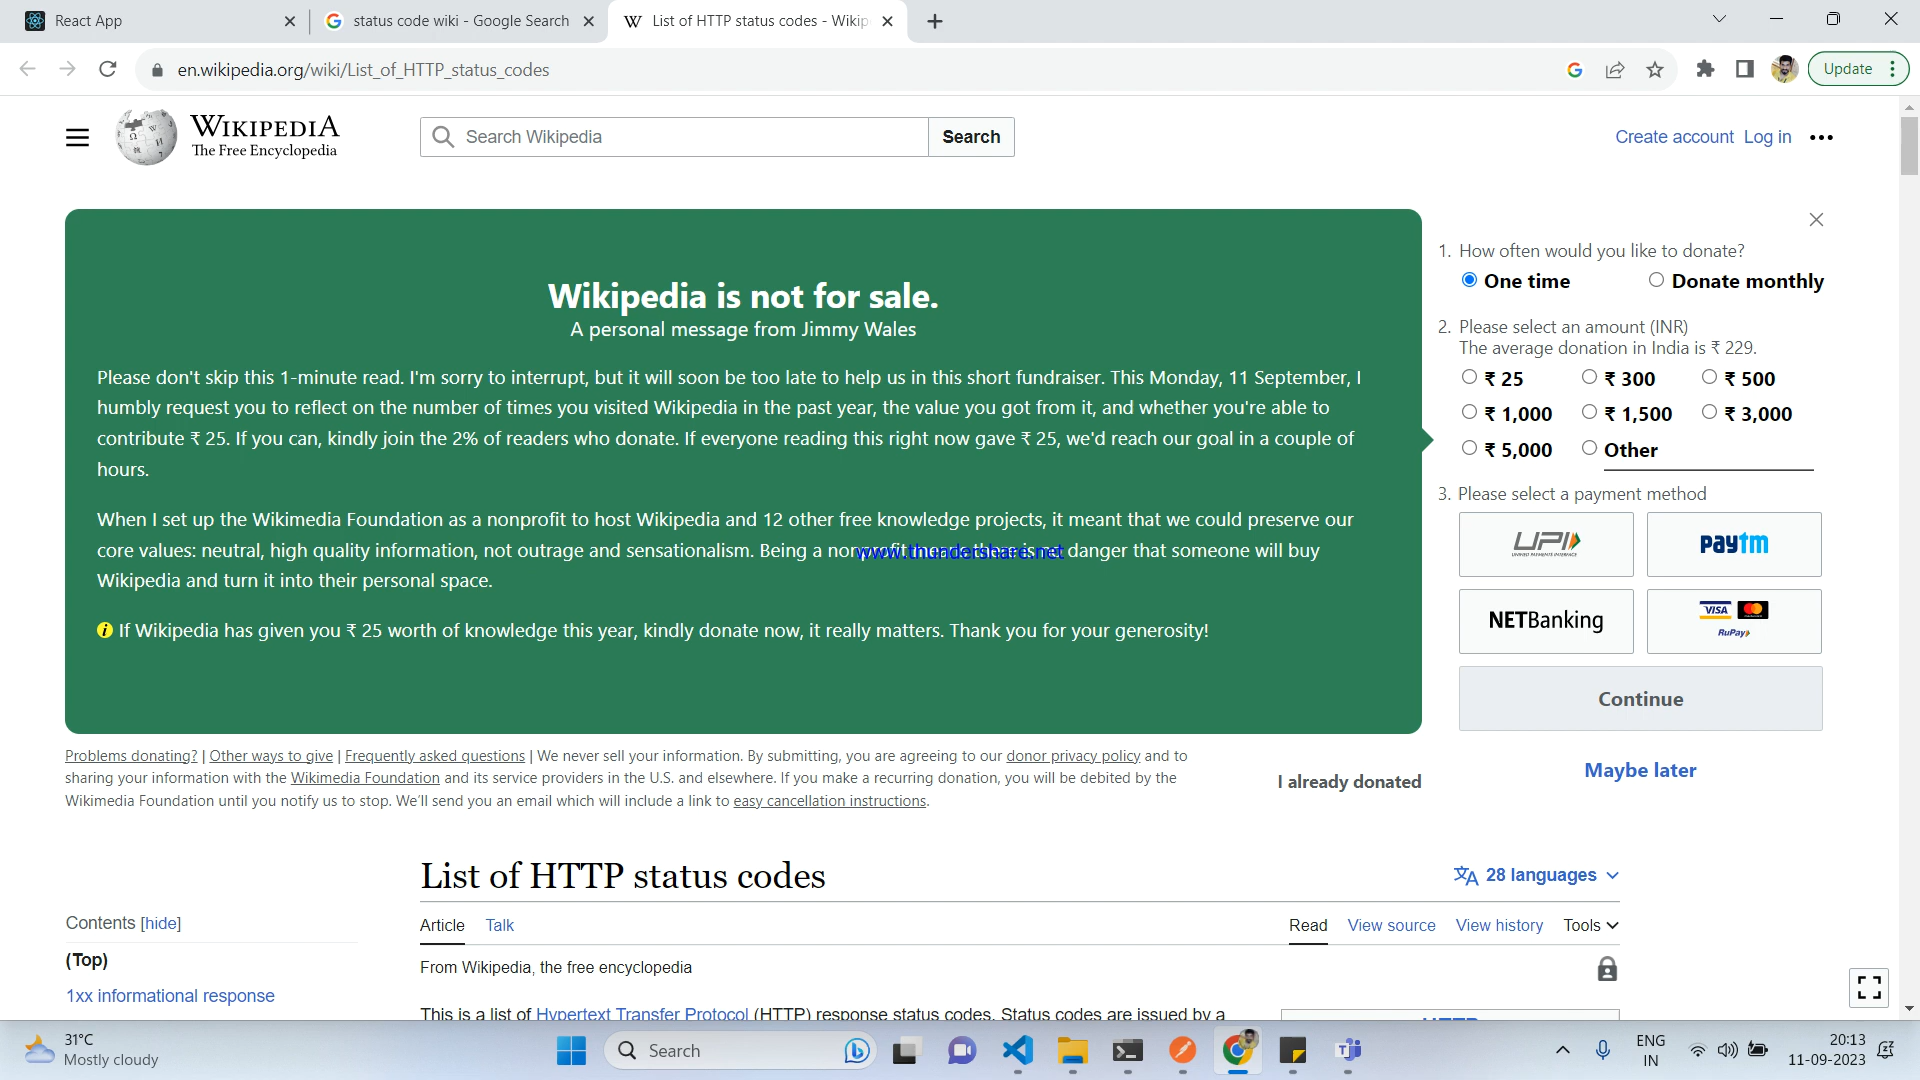 React App
status code wiki - Google Search
List of HTTP status codes - Wikip
en.wikipedia.org/wiki/List_of_HTTP_status_codes
Update
WIKIPEDIA
The Free Encyclopedia
Search Wikipedia
Search
Create account Log in
Wikipedia is not for sale.
A personal message from Jimmy Wales
Please don't skip this 1-minute read. I'm sorry to interrupt, but it will soon be too late to help us in this short fundraiser. This Monday, 11 September, I
humbly request you to reflect on the number of times you visited Wikipedia in the past year, the value you got from it, and whether you're able to
contribute ₹ 25. If you can, kindly join the 2% of readers who donate. If everyone reading this right now gave ₹ 25, we'd reach our goal in a couple of
hours.
When I set up the Wikimedia Foundation as a nonprofit to host Wikipedia and 12 other free knowledge projects, it meant that we could preserve our
core values: neutral, high quality information, not outrage and sensationalism. Being a nonprofit means there is no danger that someone will buy
www.thundershare.net
Wikipedia and turn it into their personal space.
If Wikipedia has given you ₹ 25 worth of knowledge this year, kindly donate now, it really matters. Thank you for your generosity!
1. How often would you like to donate?
One time Donate monthly
2. Please select an amount (INR)
The average donation in India is ₹ 229.
₹ 25 ₹ 300 ₹ 500
₹ 1,000 ₹ 1,500 ₹ 3,000
₹ 5,000 Other
3. Please select a payment method
UPI
UNIFIED PAYMENTS INTERFACE
paytm
NETBanking
VISA
RuPay
Continue
Maybe later
Problems donating? | Other ways to give | Frequently asked questions | We never sell your information. By submitting, you are agreeing to our donor privacy policy and to
sharing your information with the Wikimedia Foundation and its service providers in the U.S. and elsewhere. If you make a recurring donation, you will be debited by the
Wikimedia Foundation until you notify us to stop. We'll send you an email which will include a link to easy cancellation instructions.
I already donated
List of HTTP status codes
28 languages
Contents [hide]
(Top)
1xx informational response
Article Talk
Read View source View history Tools
From Wikipedia, the free encyclopedia
This is a list of Hypertext Transfer Protocol (HTTP) response status codes. Status codes are issued by a
HTTP
31°C
Mostly cloudy
Search
ENG
IN
20:13
11-09-2023